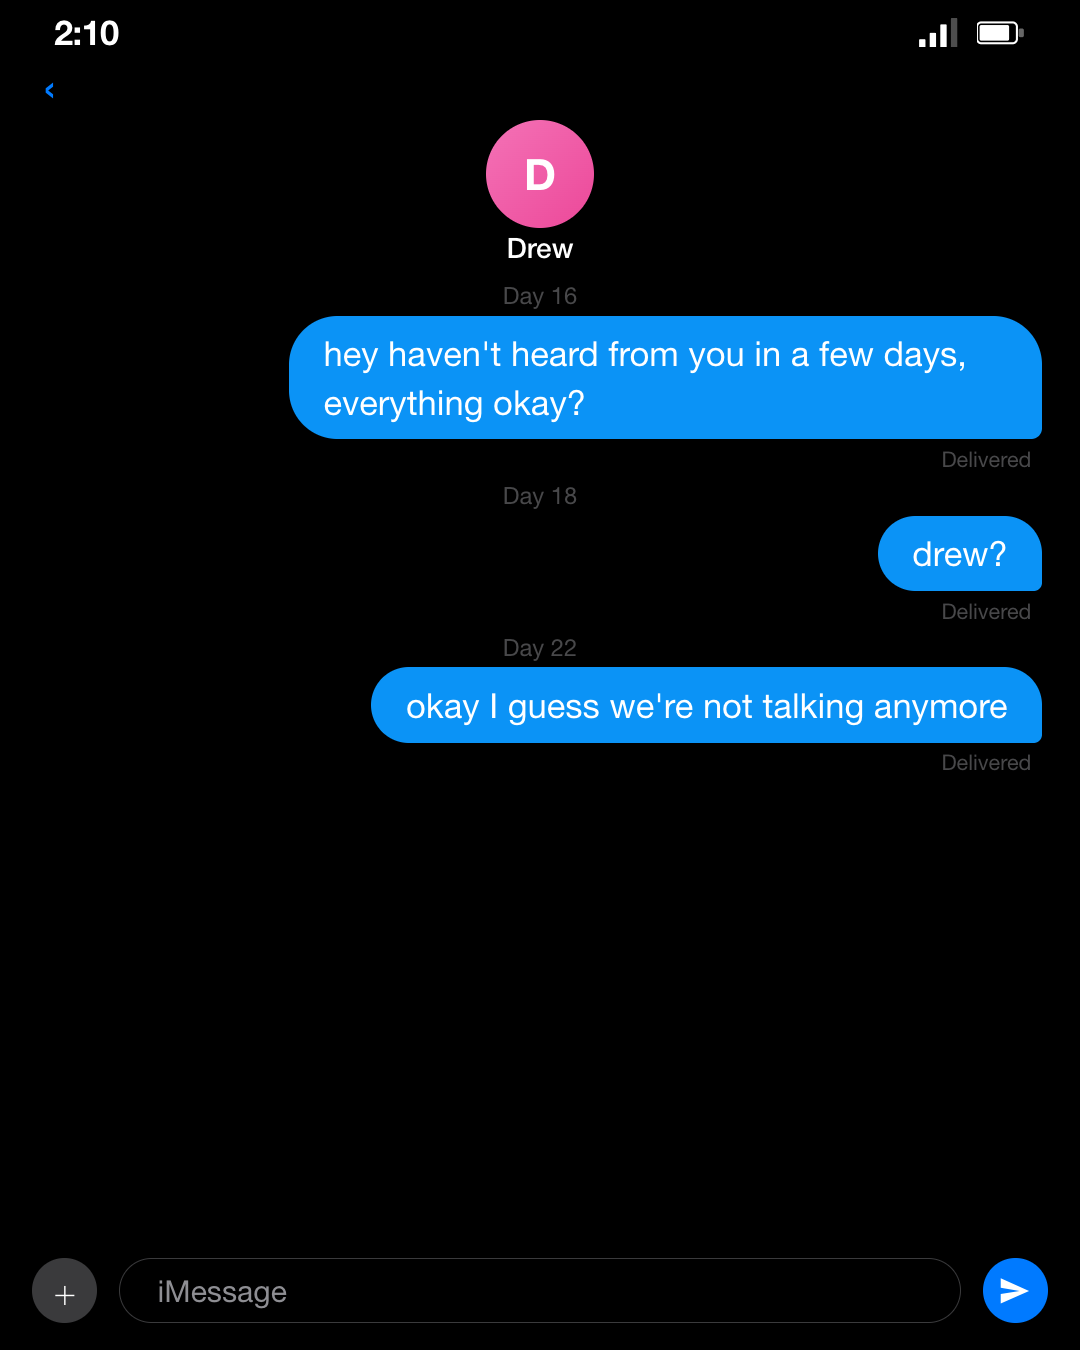 2:10
D
Drew
Day 16
hey haven't heard from you in a few days,
everything okay?
Delivered
Day 18
drew?
Delivered
Day 22
okay I guess we're not talking anymore
Delivered
iMessage